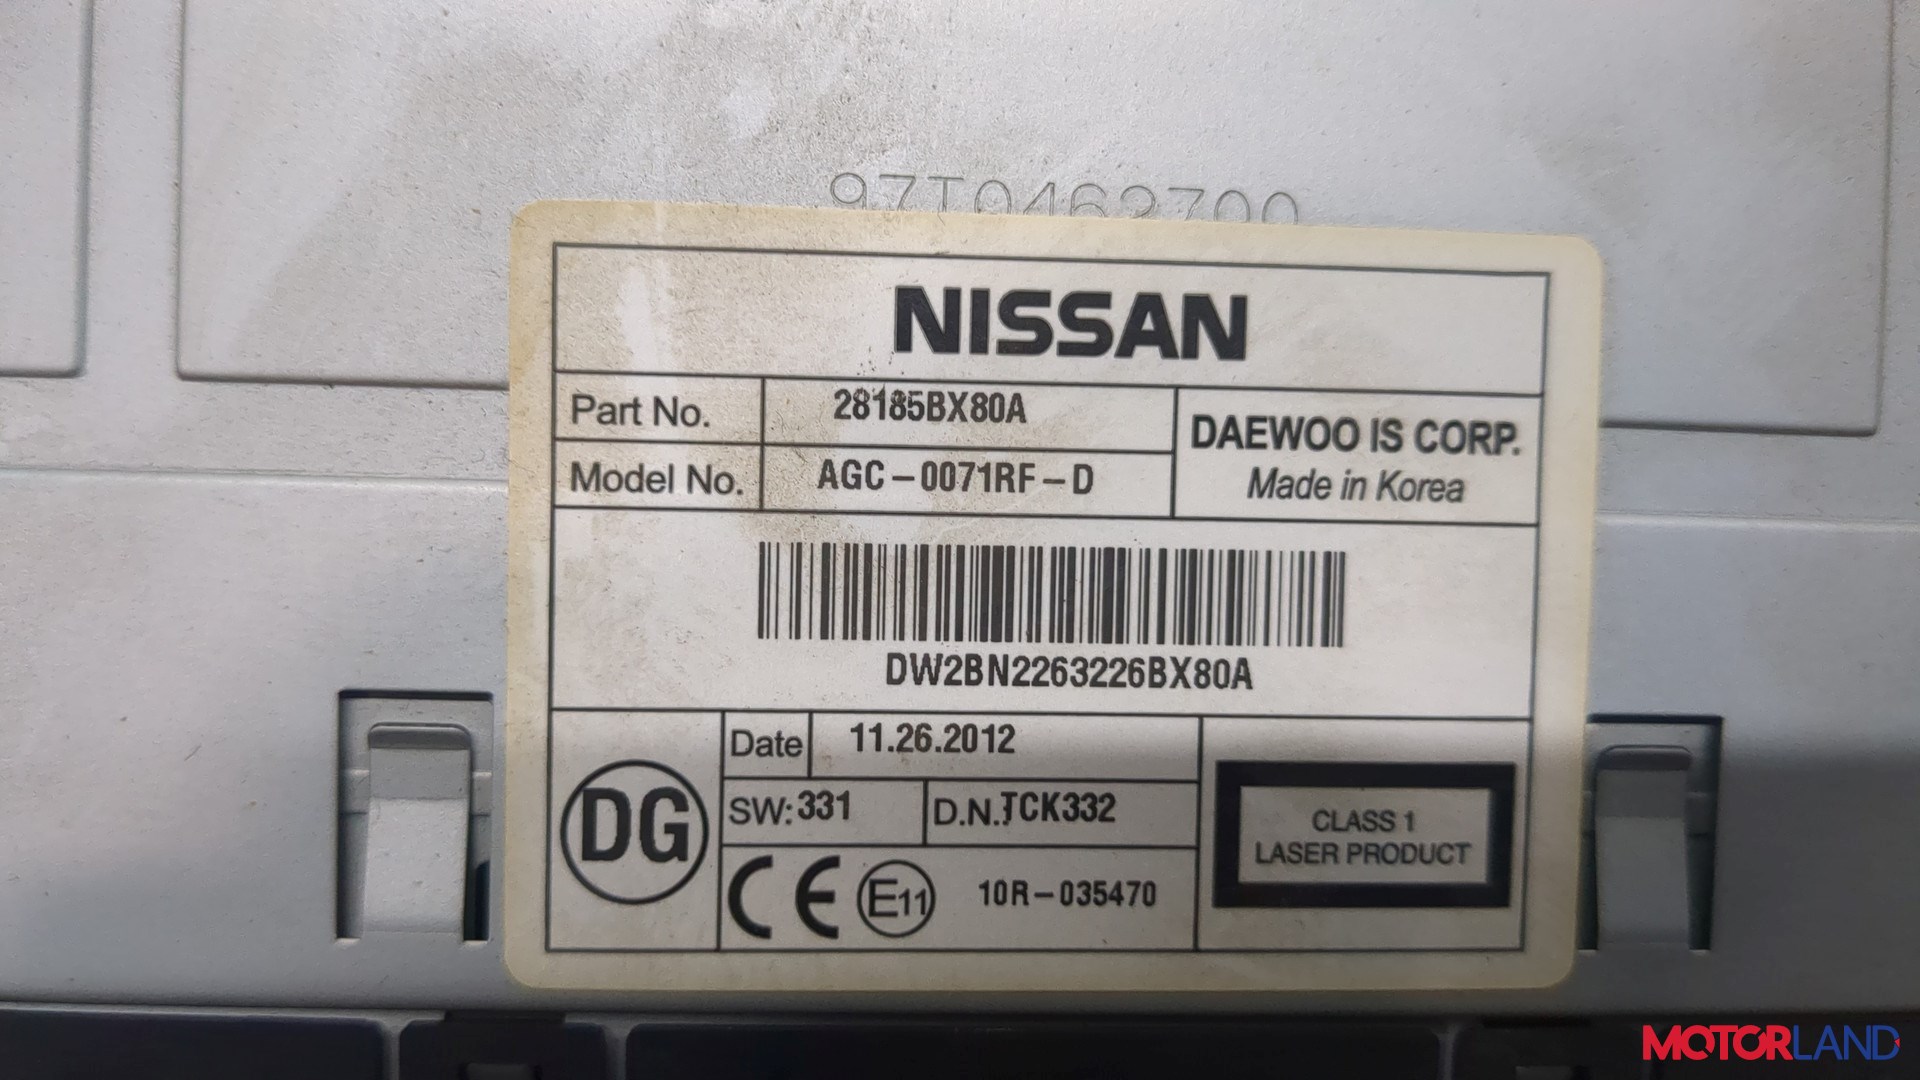 97T0462700
NISSAN
Part No. 28185BX80A
Model No. AGC-0071RF-D
DAEWOO IS CORP.
Made in Korea
DW2BN2263226BX80A
DG
Date 11.26.2012
SW: 331 D.N.: TCK332
CE E11 10R-035470
CLASS 1
LASER PRODUCT
MOTORLAND